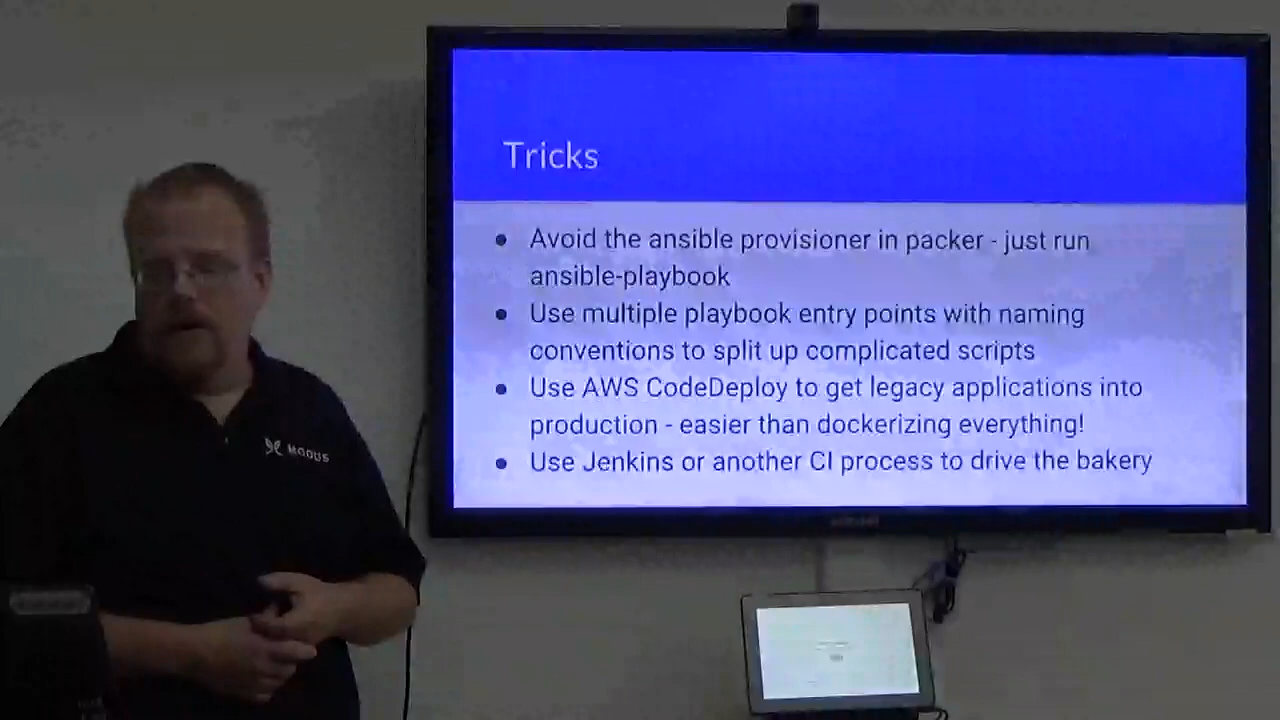 Tricks
Avoid the ansible provisioner in packer - just run
ansible-playbook
Use multiple playbook entry points with naming
conventions to split up complicated scripts
Use AWS CodeDeploy to get legacy applications into
production - easier than dockerizing everything!
Use Jenkins or another CI process to drive the bakery
MODUS